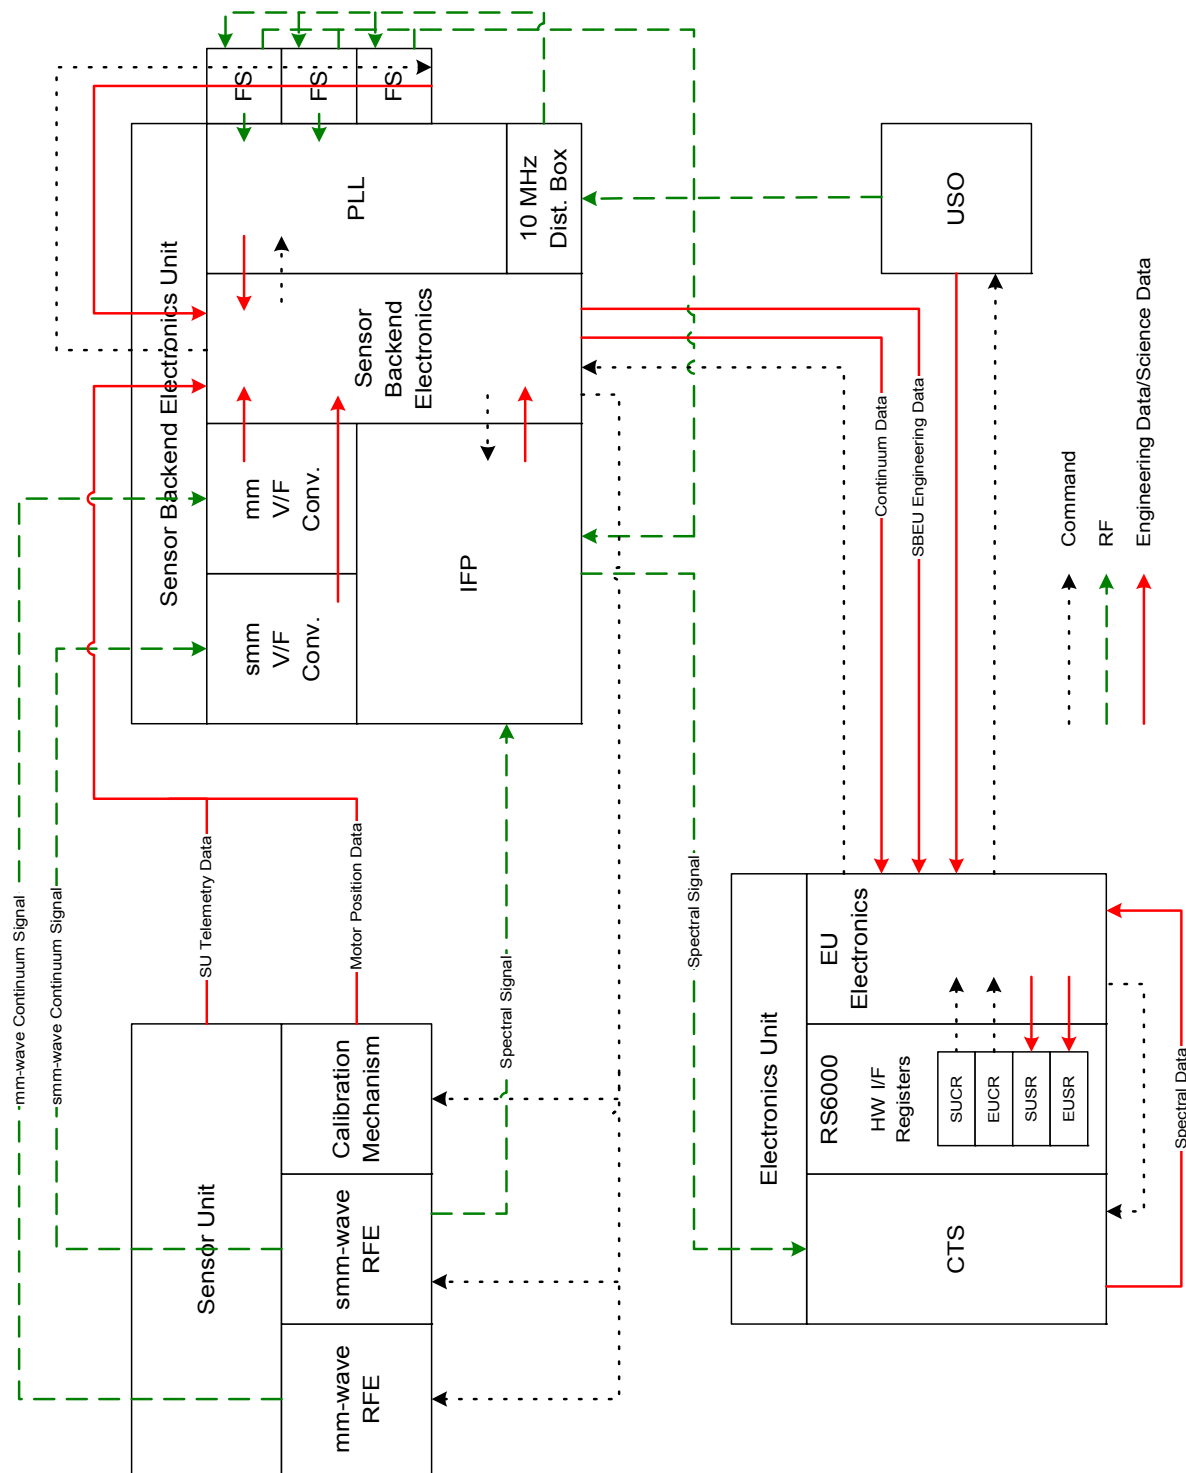 mm-wave Continuum Signal
smm-wave Continuum Signal
Sensor Unit
mm-wave
RFE
smm-wave
RFE
Calibration
Mechanism
SU Telemetry Data
Motor Position Data
Spectral Signal
Sensor Backend Electronics Unit
smm
V/F
Conv.
mm
V/F
Conv.
IFP
Sensor
Backend
Electronics
PLL
10 MHz
Dist. Box
FS
FS
FS
Spectral Signal
Electronics Unit
CTS
RS6000
HW I/F
Registers
SUCR
EUCR
SUSR
EUSR
EU
Electronics
Spectral Data
Continuum Data
SBEU Engineering Data
USO
Command
RF
Engineering Data/Science Data